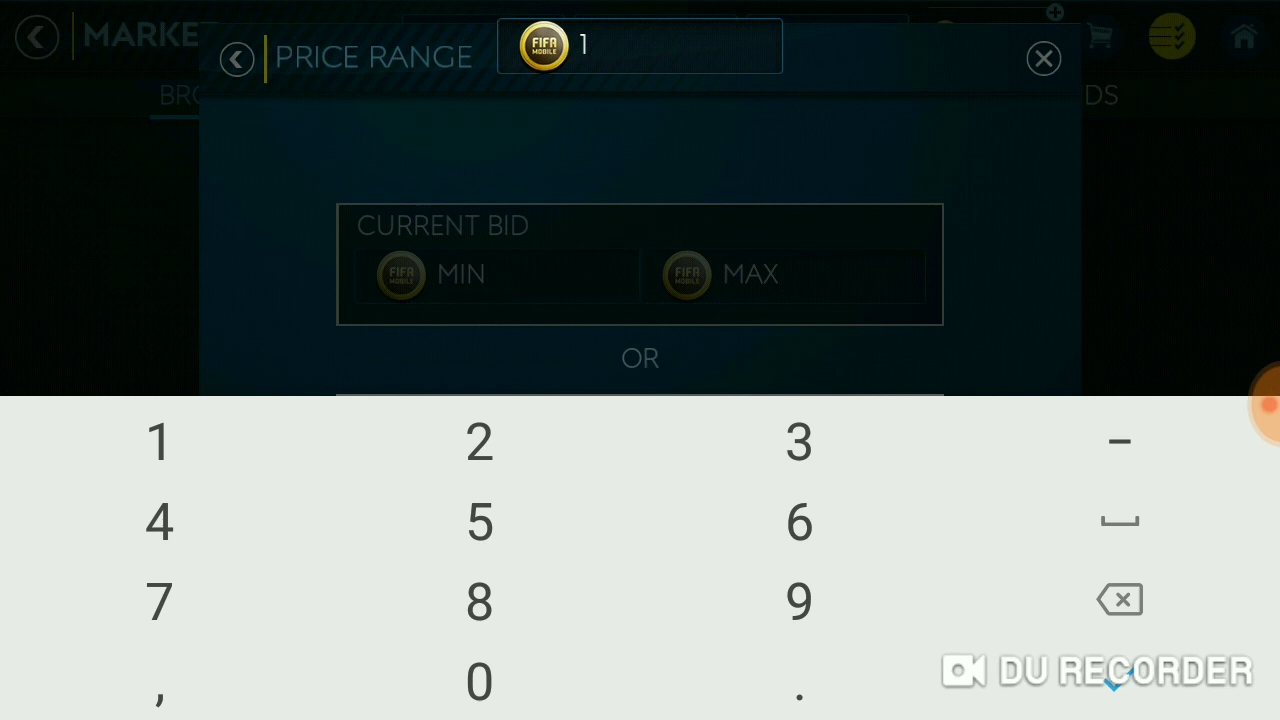 MARKE
PRICE RANGE
FIFA MOBILE 1
BRO
DS
CURRENT BID
FIFA MOBILE MIN
FIFA MOBILE MAX
OR
1 2 3 -
4 5 6
7 8 9
, 0 .
DU RECORDER